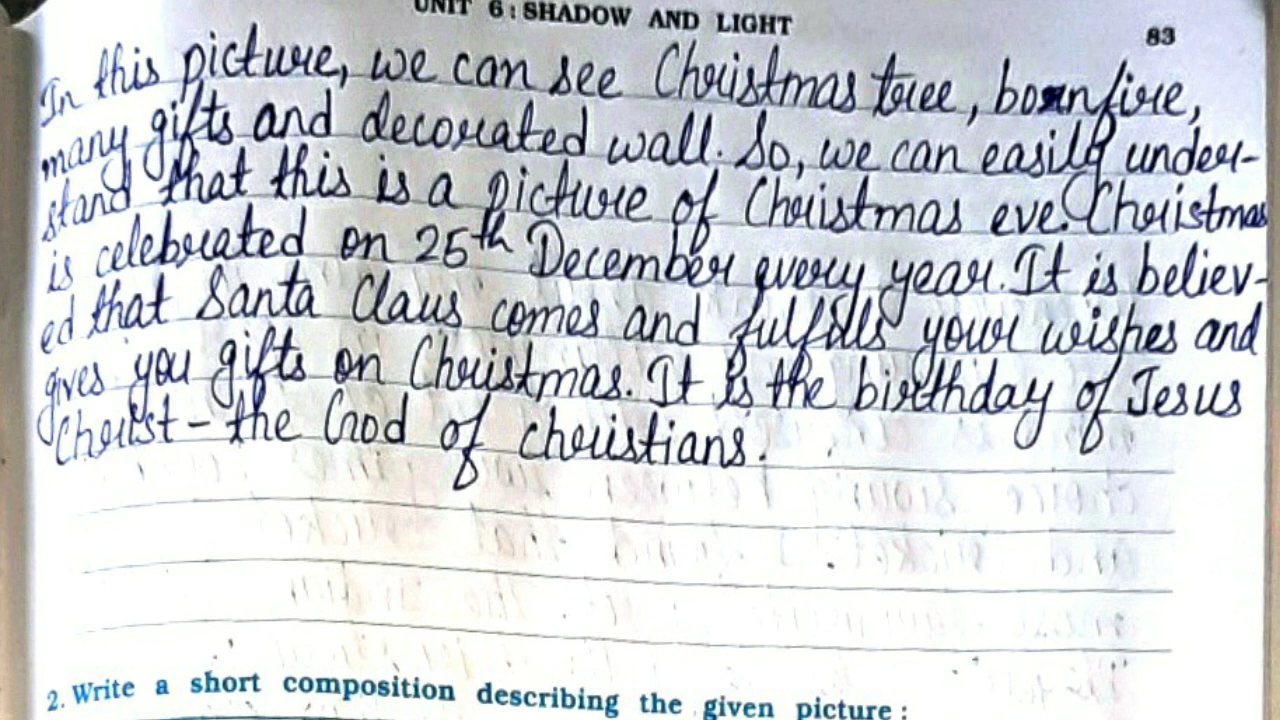 UNIT 6 : SHADOW AND LIGHT
83
In this picture, we can see Christmas tree, bonnfire,
many gifts and decorated wall. So, we can easily under-
stand that this is a picture of Christmas eve. Christmas
is celebrated on 25th December every year. It is believ-
ed that Santa Claus comes and fulfills your wishes and
gives you gifts on Christmas. It is the birthday of Jesus
Christ - the God of christians.
2. Write a short composition describing the given picture :